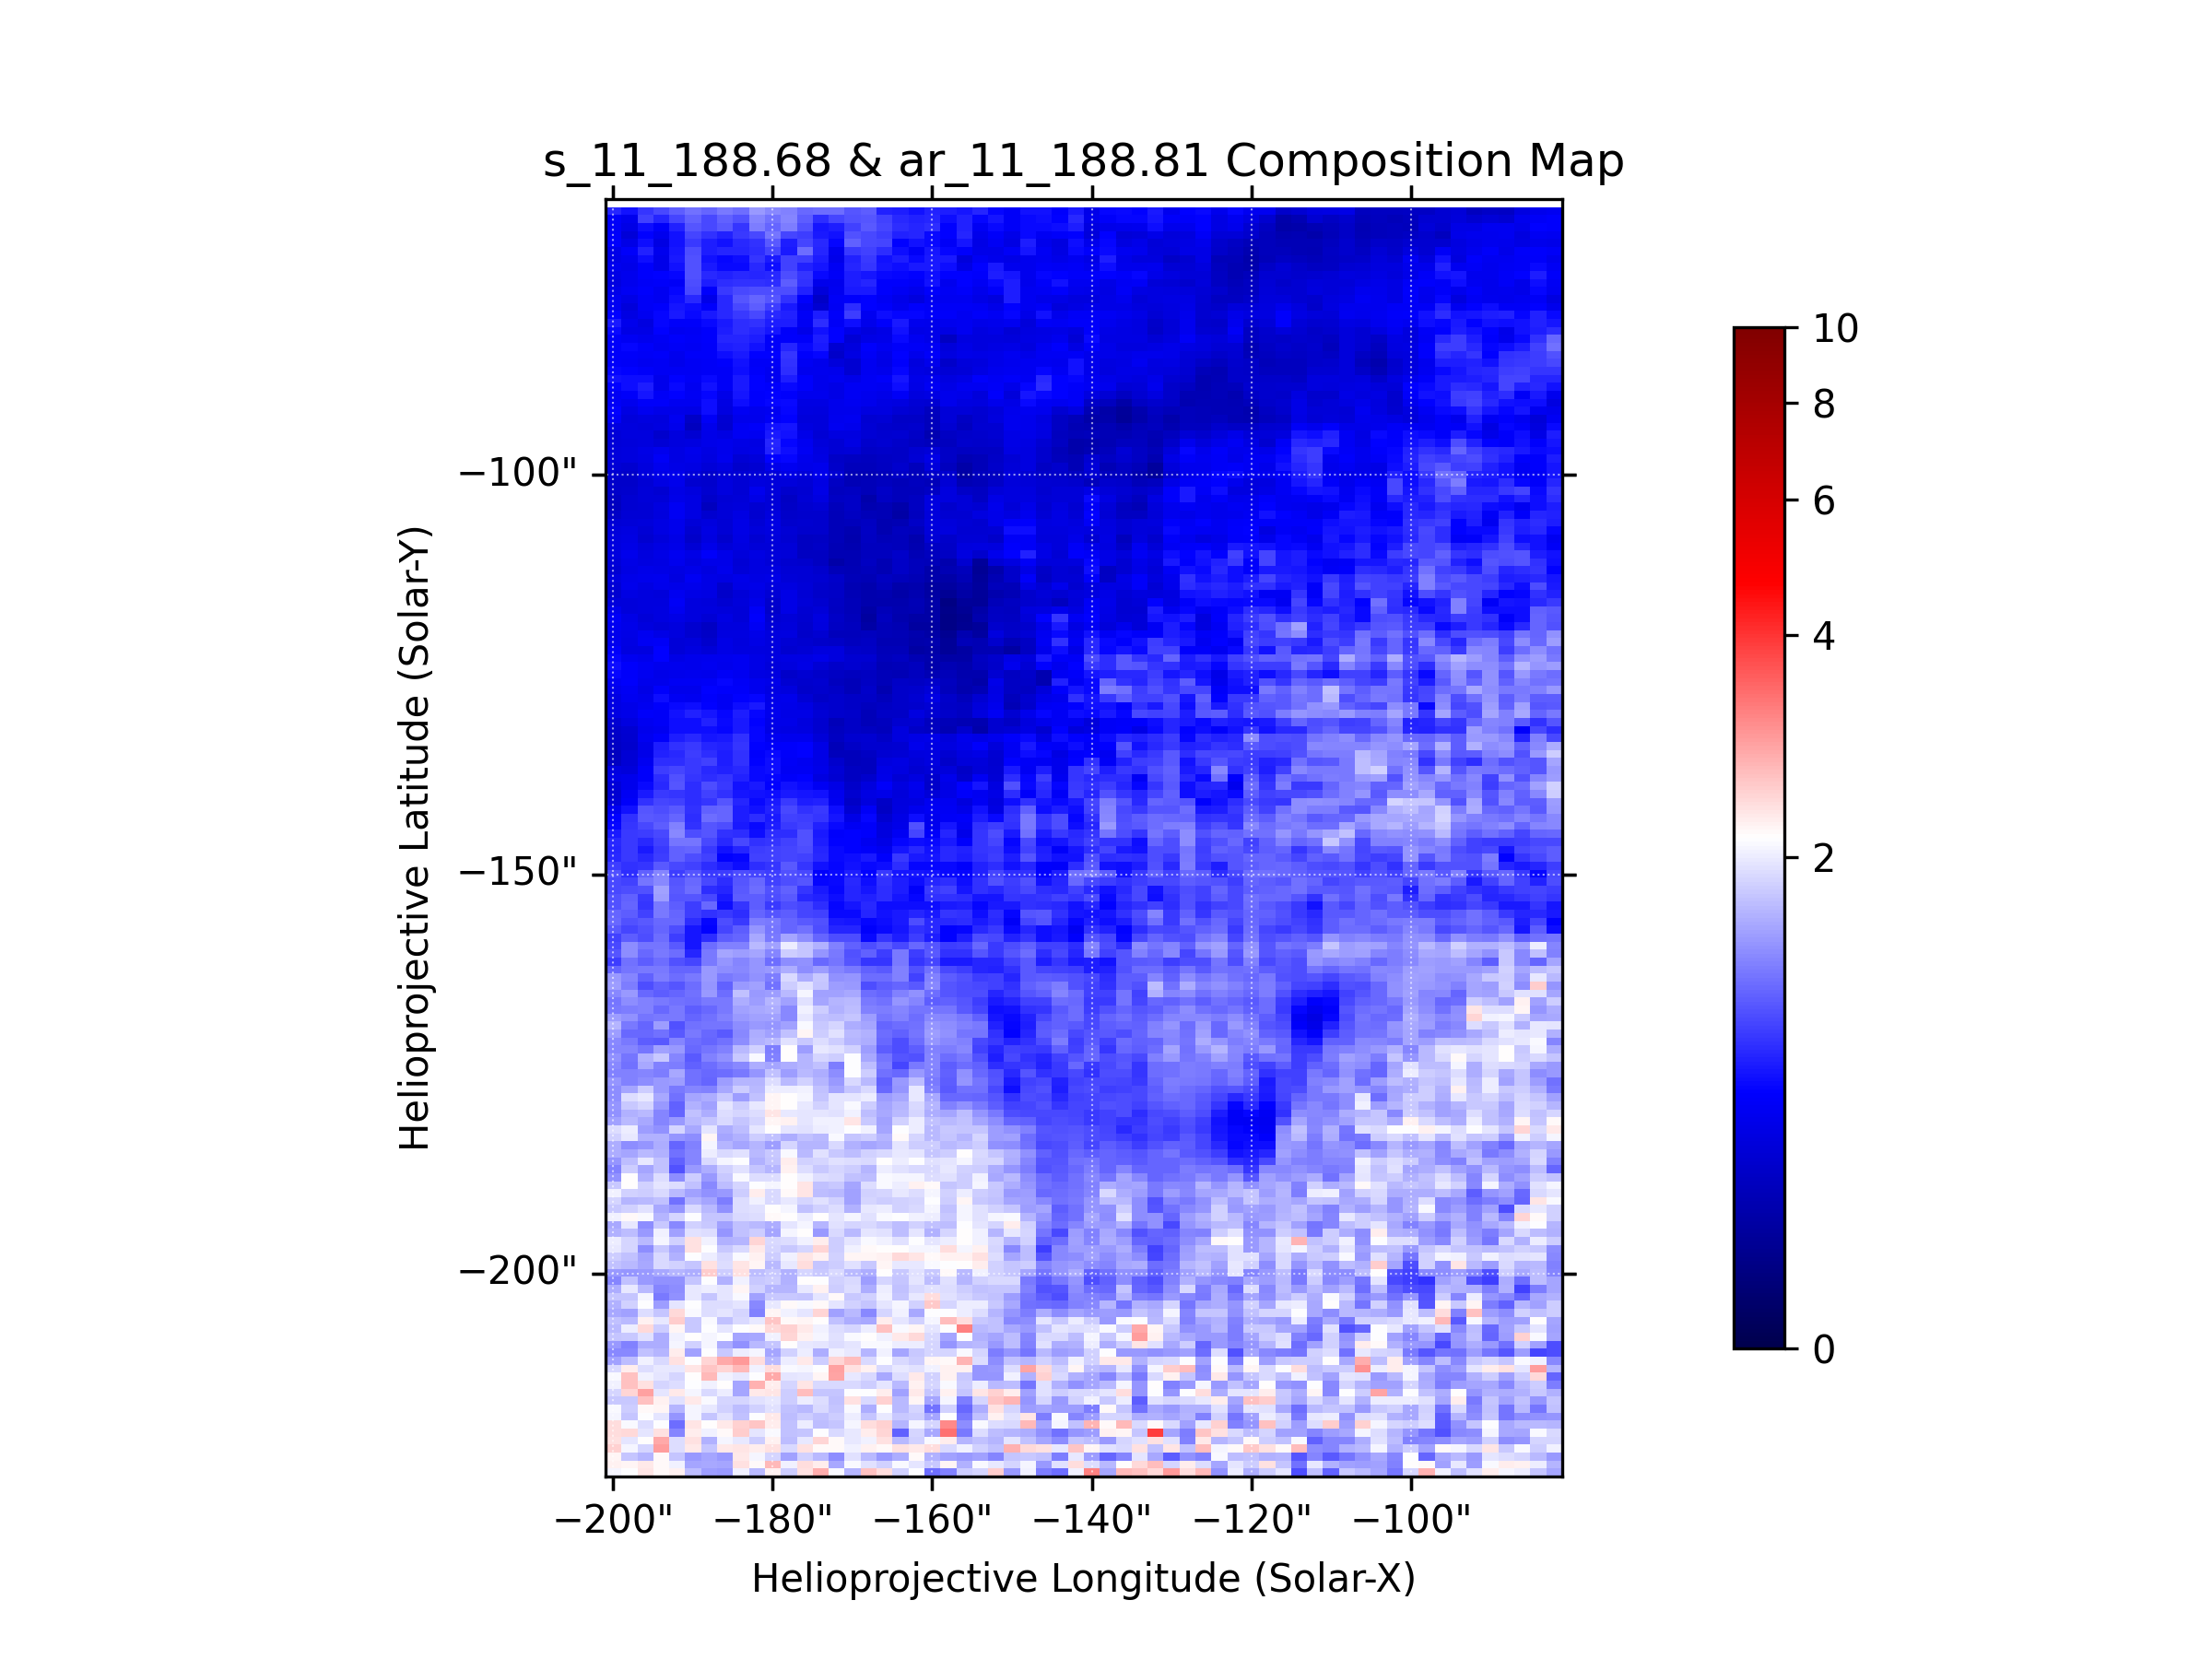 s_11_188.68 & ar_11_188.81 Composition Map
10
8
6
4
2
0
−100"
−150"
−200"
Helioprojective Latitude (Solar-Y)
−200" −180" −160" −140" −120" −100"
Helioprojective Longitude (Solar-X)